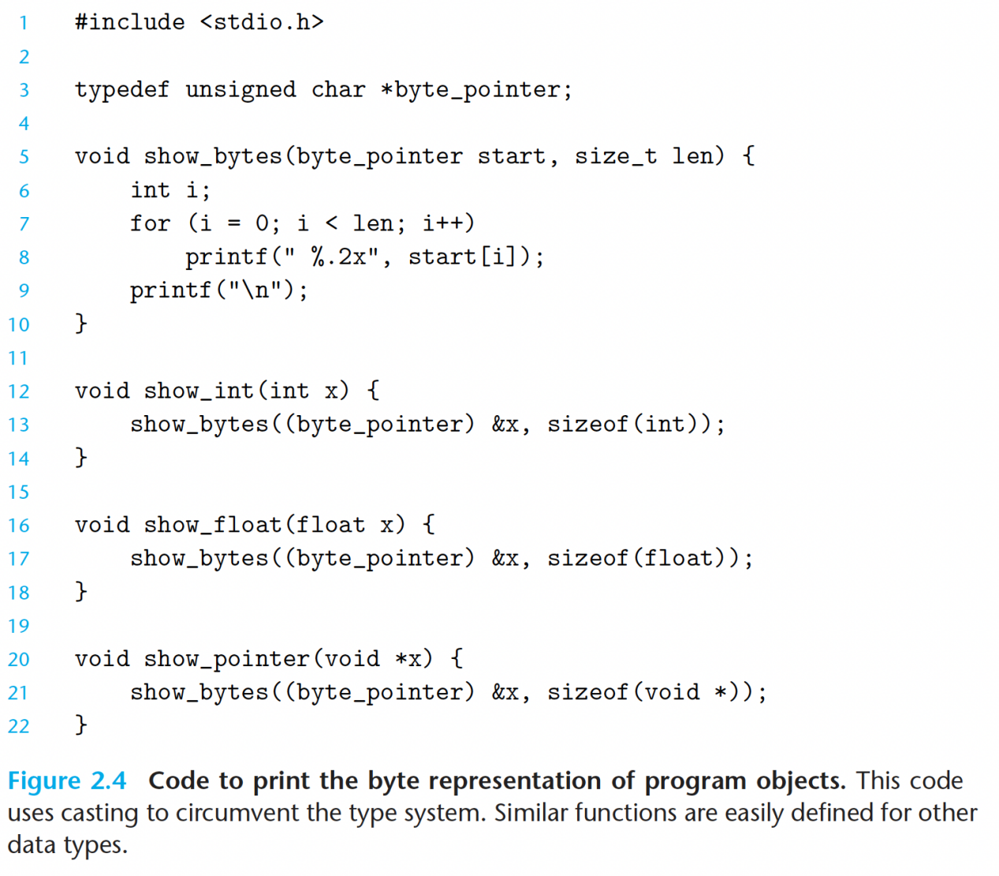 1 #include <stdio.h>
2
3 typedef unsigned char *byte_pointer;
4
5 void show_bytes(byte_pointer start, size_t len) {
6     int i;
7     for (i = 0; i < len; i++)
8         printf(" %.2x", start[i]);
9     printf("\n");
10 }
11
12 void show_int(int x) {
13     show_bytes((byte_pointer) &x, sizeof(int));
14 }
15
16 void show_float(float x) {
17     show_bytes((byte_pointer) &x, sizeof(float));
18 }
19
20 void show_pointer(void *x) {
21     show_bytes((byte_pointer) &x, sizeof(void *));
22 }
Figure 2.4 Code to print the byte representation of program objects. This code
uses casting to circumvent the type system. Similar functions are easily defined for other
data types.